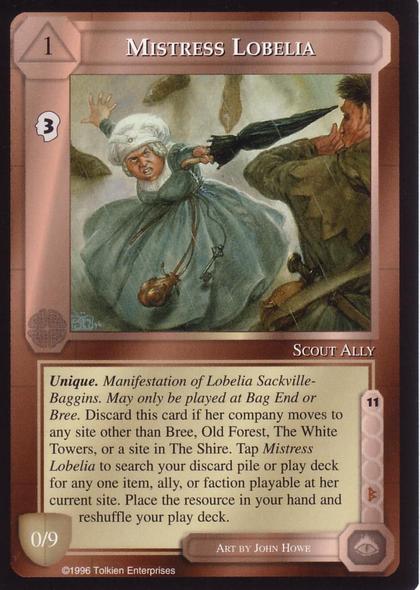 1
MISTRESS LOBELIA
3
SCOUT ALLY
Unique. Manifestation of Lobelia Sackville-
Baggins. May only be played at Bag End or
Bree. Discard this card if her company moves
to any site other than Bree, Old Forest, The White
Towers, or a site in The Shire. Tap Mistress
Lobelia to search your discard pile or play deck
for any one item, ally, or faction playable at her
current site. Place the resource in your hand and
reshuffle your play deck.
11
0/9
ART BY JOHN HOWE
©1996 Tolkien Enterprises